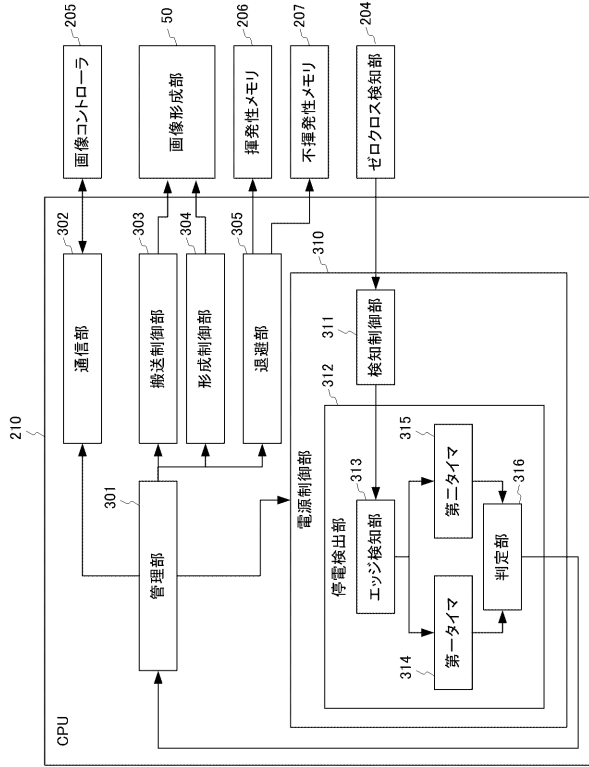 210
CPU
301
管理部
302
通信部
303
搬送制御部
304
形成制御部
305
退避部
205
画像コントローラ
50
画像形成部
206
揮発性メモリ
207
不揮発性メモリ
204
ゼロクロス検知部
310
電源制御部
311
検知制御部
312
停電検出部
313
エッジ検知部
314
第一タイマ
315
第二タイマ
316
判定部